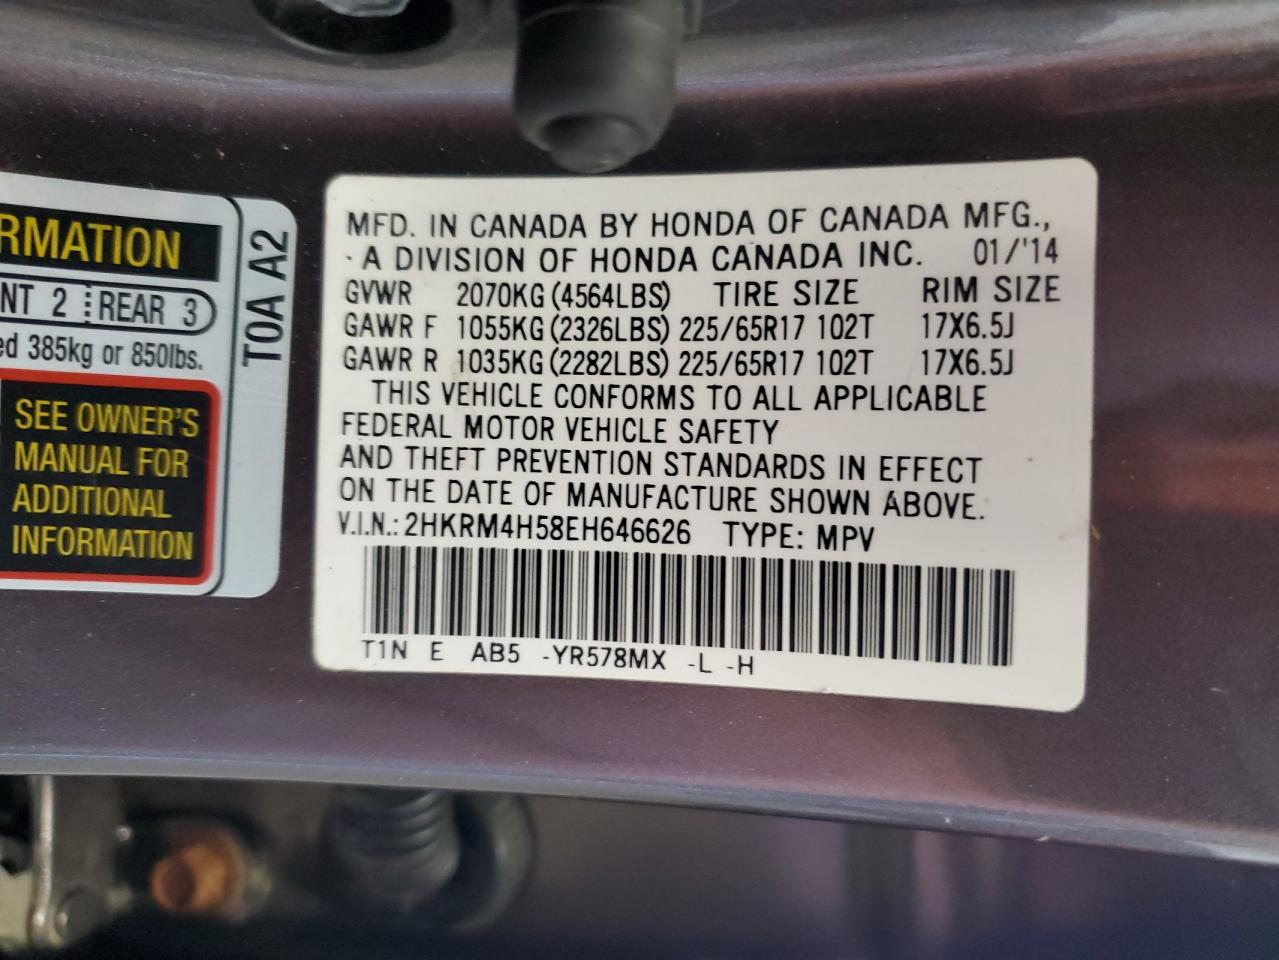 RMATION
NT 2 REAR 3
ed 385kg or 850lbs.
SEE OWNER'S
MANUAL FOR
ADDITIONAL
INFORMATION
T0A A2
MFD. IN CANADA BY HONDA OF CANADA MFG.,
A DIVISION OF HONDA CANADA INC. 01/'14
GVWR 2070KG (4564LBS) TIRE SIZE RIM SIZE
GAWR F 1055KG (2326LBS) 225/65R17 102T 17X6.5J
GAWR R 1035KG (2282LBS) 225/65R17 102T 17X6.5J
THIS VEHICLE CONFORMS TO ALL APPLICABLE
FEDERAL MOTOR VEHICLE SAFETY
AND THEFT PREVENTION STANDARDS IN EFFECT
ON THE DATE OF MANUFACTURE SHOWN ABOVE.
V.I.N.: 2HKRM4H58EH646626 TYPE: MPV
T1N E AB5 -YR578MX -L -H